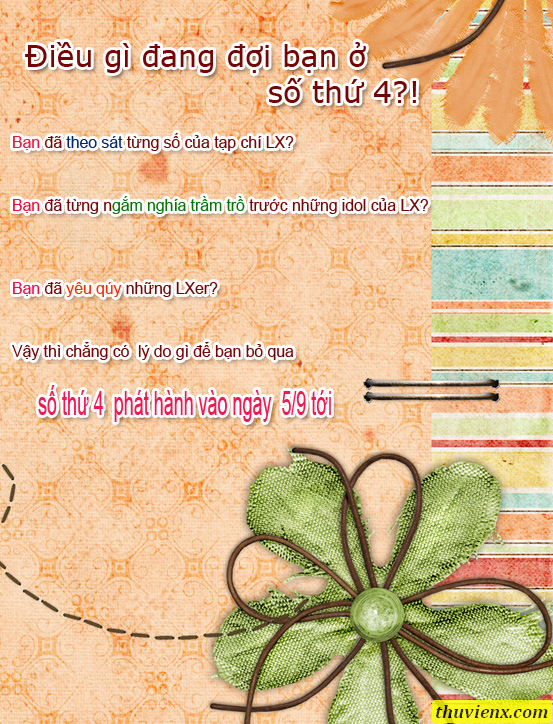 Điều gì đang đợi bạn ở
số thứ 4?!
Bạn đã theo sát từng số của tạp chí LX?
Bạn đã từng ngắm nghía trầm trồ trước những idol của LX?
Bạn đã yêu qúy những LXer?
Vậy thì chẳng có lý do gì để bạn bỏ qua
số thứ 4 phát hành vào ngày 5/9 tới
thuvienx.com